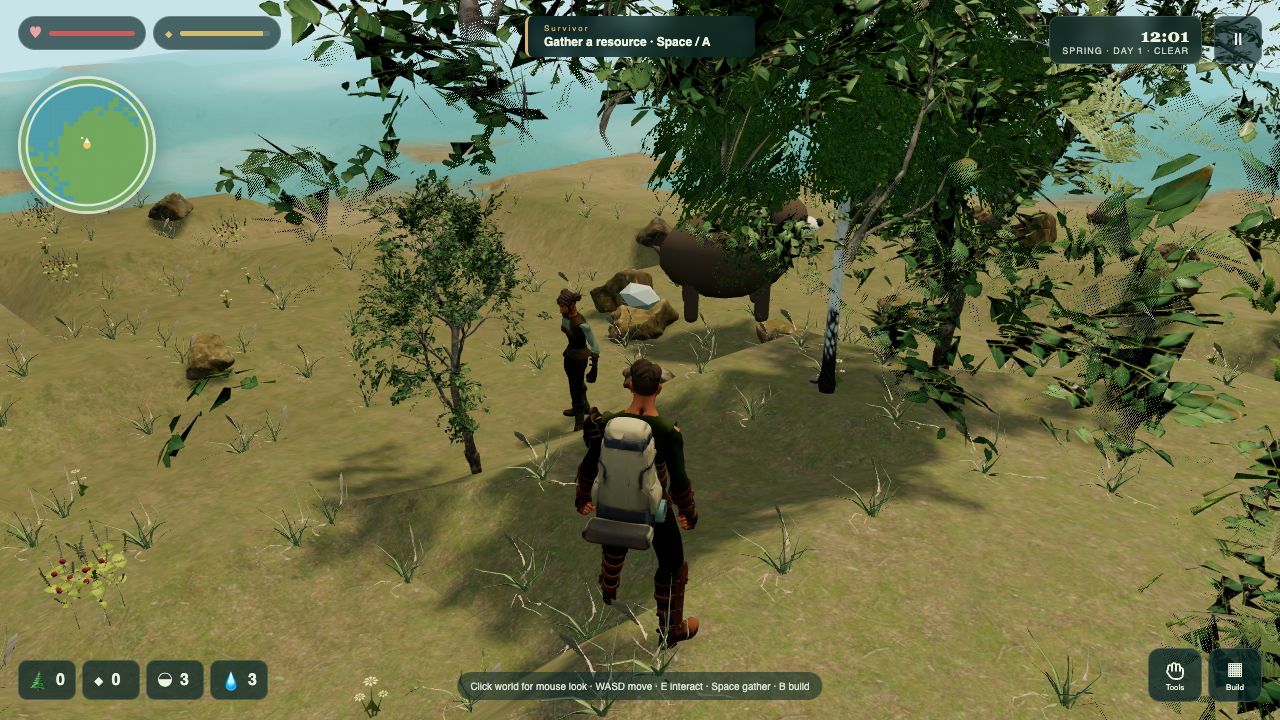 Survivor
Gather a resource · Space / A
12:01
SPRING · DAY 1 · CLEAR
0
0
3
3
Click world for mouse look · WASD move · E interact · Space gather · B build
Tools
Build